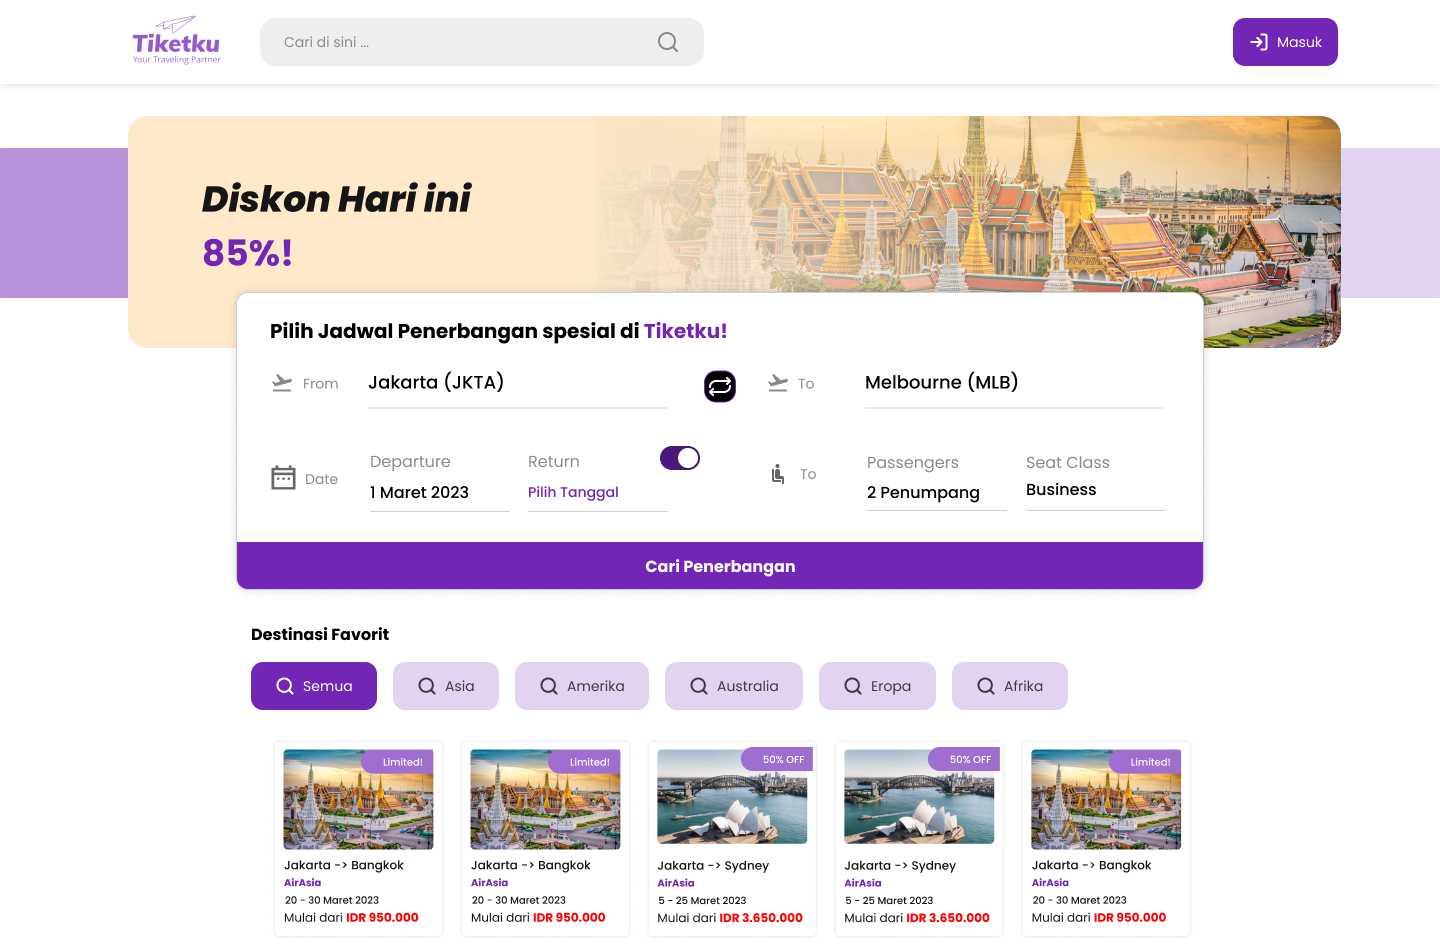 Tiketku
Your Traveling Partner
Cari di sini ...
Masuk
Diskon Hari ini
85%!
Pilih Jadwal Penerbangan spesial di Tiketku!
From
Jakarta (JKTA)
To
Melbourne (MLB)
Date
Departure
1 Maret 2023
Return
Pilih Tanggal
To
Passengers
2 Penumpang
Seat Class
Business
Cari Penerbangan
Destinasi Favorit
Semua
Asia
Amerika
Australia
Eropa
Afrika
Limited!
Jakarta -> Bangkok
AirAsia
20 - 30 Maret 2023
Mulai dari IDR 950.000
Limited!
Jakarta -> Bangkok
AirAsia
20 - 30 Maret 2023
Mulai dari IDR 950.000
50% OFF
Jakarta -> Sydney
AirAsia
5 - 25 Maret 2023
Mulai dari IDR 3.650.000
50% OFF
Jakarta -> Sydney
AirAsia
5 - 25 Maret 2023
Mulai dari IDR 3.650.000
Limited!
Jakarta -> Bangkok
AirAsia
20 - 30 Maret 2023
Mulai dari IDR 950.000